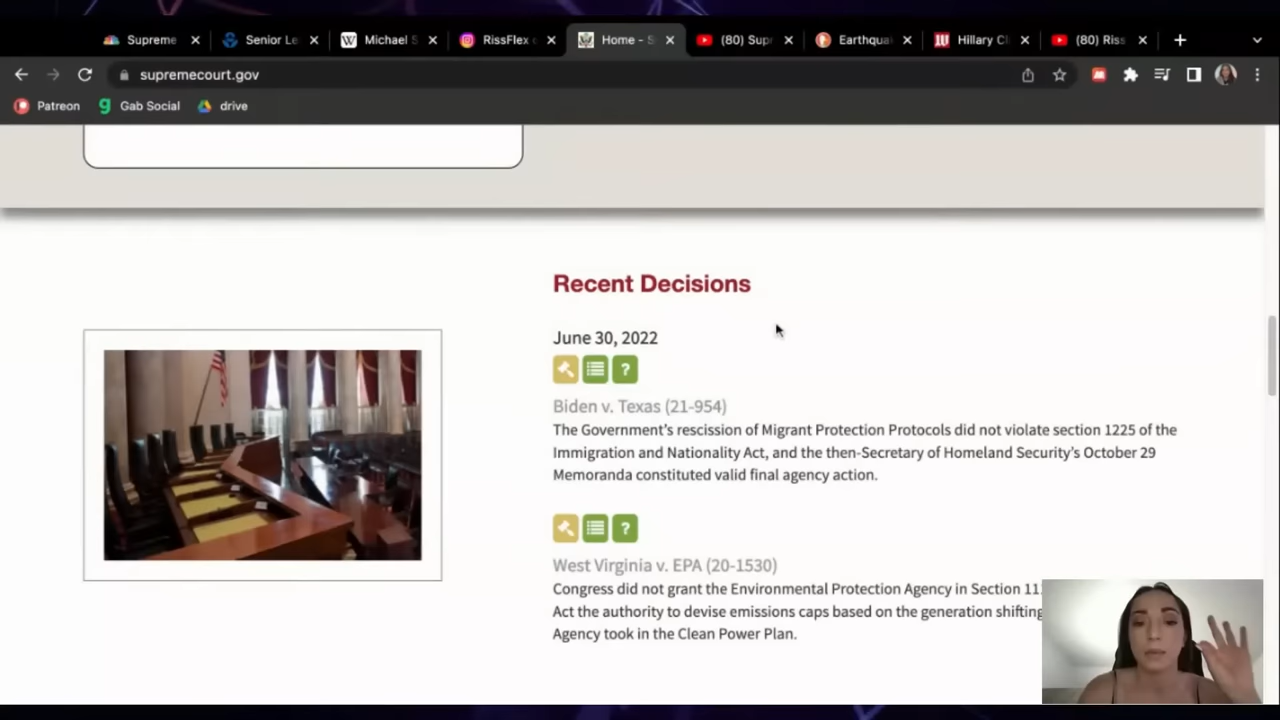 Supreme
Senior Le
Michael S
RissFlex
Home - S
(80) Sup
Earthqua
Hillary C
(80) Riss
supremecourt.gov
Patreon
Gab Social
drive
Recent Decisions
June 30, 2022
?
Biden v. Texas (21-954)
The Government’s rescission of Migrant Protection Protocols did not violate section 1225 of the
Immigration and Nationality Act, and the then-Secretary of Homeland Security’s October 29
Memoranda constituted valid final agency action.
?
West Virginia v. EPA (20-1530)
Congress did not grant the Environmental Protection Agency in Section 11
Act the authority to devise emissions caps based on the generation shifting
Agency took in the Clean Power Plan.